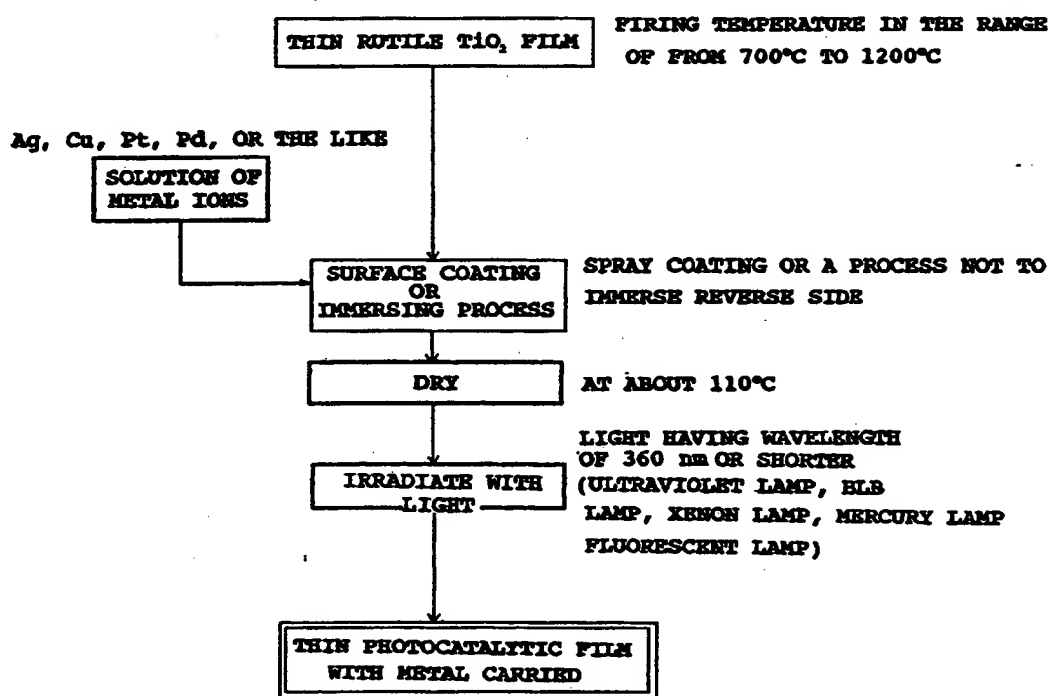 THIN RUTILE TiO₂ FILM
FIRING TEMPERATURE IN THE RANGE
OF FROM 700°C TO 1200°C
Ag, Cu, Pt, Pd, OR THE LIKE
SOLUTION OF
METAL IONS
SURFACE COATING
OR
IMMERSING PROCESS
SPRAY COATING OR A PROCESS NOT TO
IMMERSE REVERSE SIDE
DRY
AT ABOUT 110°C
IRRADIATE WITH
LIGHT
LIGHT HAVING WAVELENGTH
OF 360 nm OR SHORTER
(ULTRAVIOLET LAMP, BLB
LAMP, XENON LAMP, MERCURY LAMP
FLUORESCENT LAMP)
THIN PHOTOCATALYTIC FILM
WITH METAL CARRIED